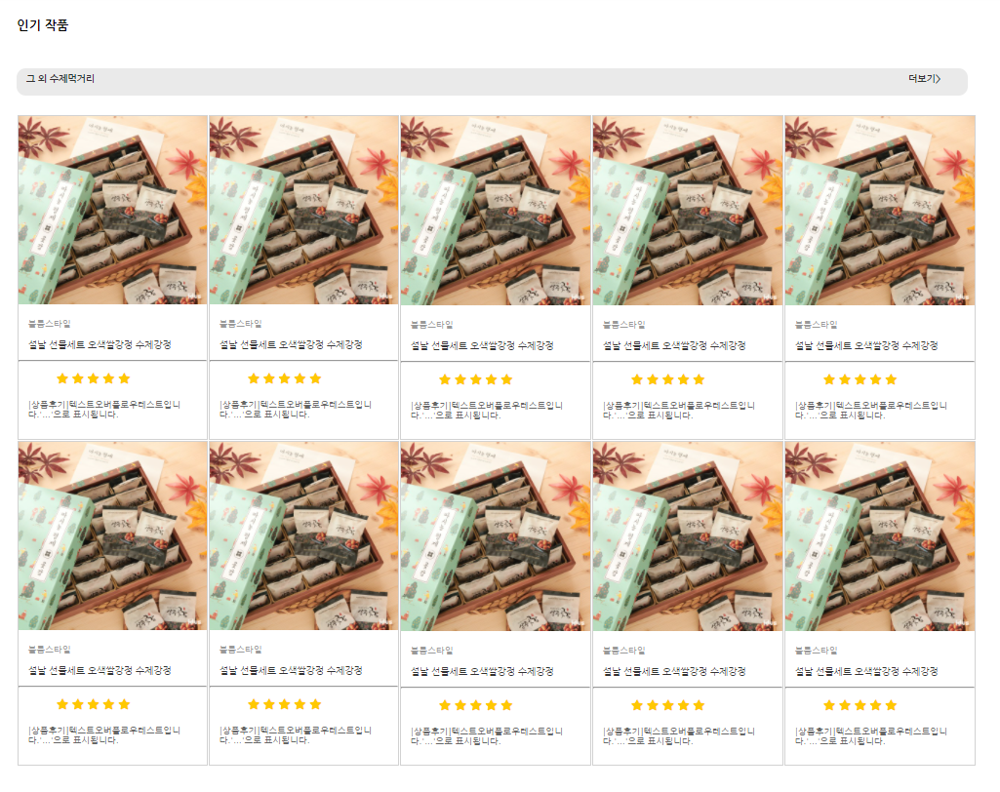 인기 작품
그 외 수제먹거리 더보기〉
블룸스타일 블룸스타일 블룸스타일 블룸스타일 블룸스타일
설날 선물세트 오색쌀강정 수제강정 설날 선물세트 오색쌀강정 수제강정 설날 선물세트 오색쌀강정 수제강정 설날 선물세트 오색쌀강정 수제강정 설날 선물세트 오색쌀강정 수제강정
[상품후기]텍스트오버플로우테스트입니 [상품후기]텍스트오버플로우테스트입니 [상품후기]텍스트오버플로우테스트입니 [상품후기]텍스트오버플로우테스트입니 [상품후기]텍스트오버플로우테스트입니
다.'...'으로 표시됩니다. 다.'...'으로 표시됩니다. 다.'...'으로 표시됩니다. 다.'...'으로 표시됩니다. 다.'...'으로 표시됩니다.
블룸스타일 블룸스타일 블룸스타일 블룸스타일 블룸스타일
설날 선물세트 오색쌀강정 수제강정 설날 선물세트 오색쌀강정 수제강정 설날 선물세트 오색쌀강정 수제강정 설날 선물세트 오색쌀강정 수제강정 설날 선물세트 오색쌀강정 수제강정
[상품후기]텍스트오버플로우테스트입니 [상품후기]텍스트오버플로우테스트입니 [상품후기]텍스트오버플로우테스트입니 [상품후기]텍스트오버플로우테스트입니 [상품후기]텍스트오버플로우테스트입니
다.'...'으로 표시됩니다. 다.'...'으로 표시됩니다. 다.'...'으로 표시됩니다. 다.'...'으로 표시됩니다. 다.'...'으로 표시됩니다.